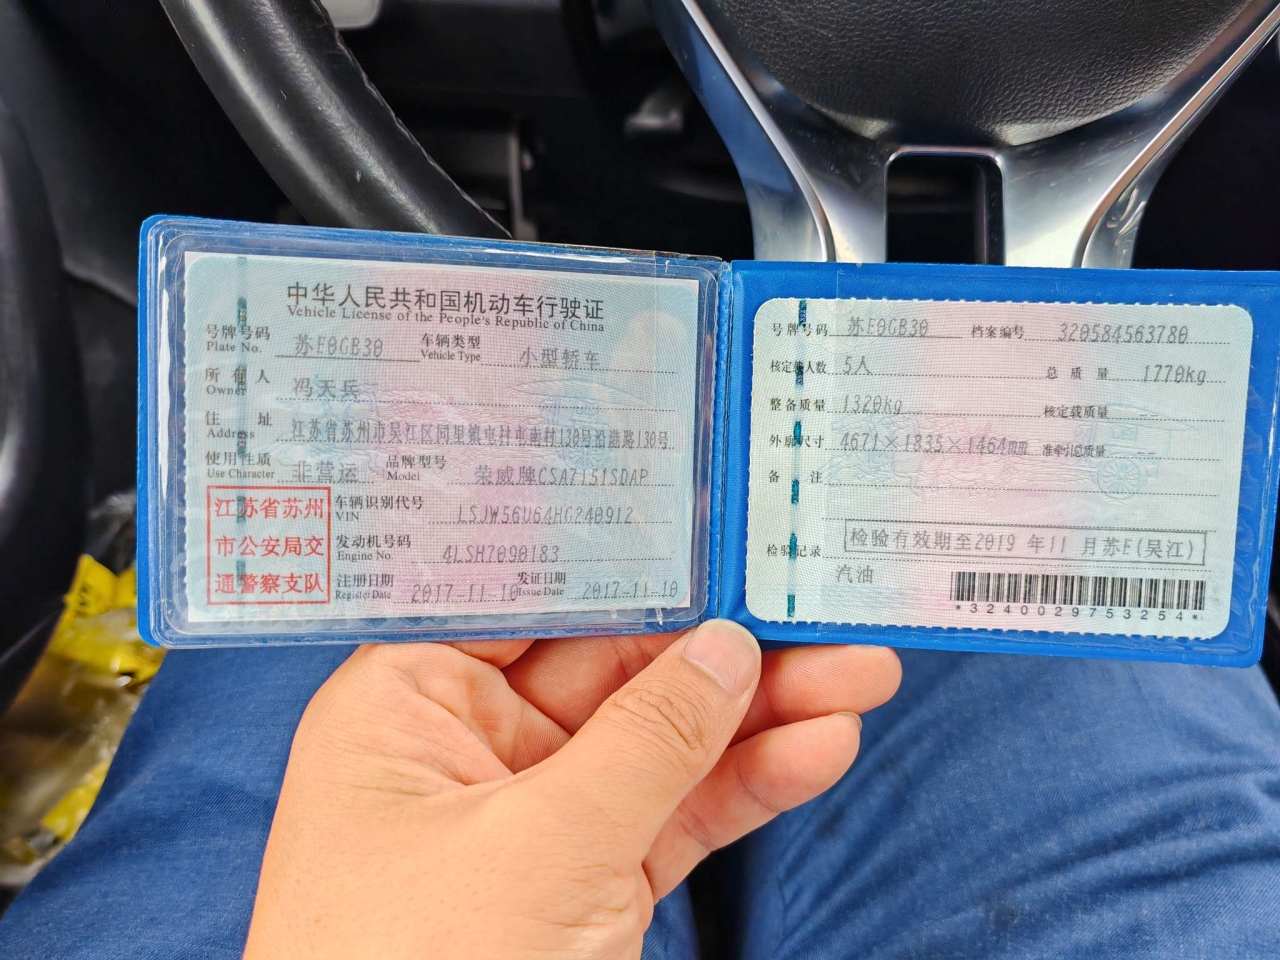 中华人民共和国机动车行驶证
Vehicle License of the People's Republic of China
号牌号码 苏E0GB30 车辆类型 小型轿车
Plate No. Vehicle Type
所有人 冯天兵
Owner
住址 江苏省苏州市吴江区同里镇屯村屯南村130号沿港路130号
Address
使用性质 非营运 品牌型号 荣威牌CSA7151SDAP
Use Character Model
江苏省苏州
市公安局交
通警察支队
车辆识别代号 LSJW56U64HG240912
VIN
发动机号码 4LSH7090183
Engine No.
注册日期 2017-11-10 发证日期 2017-11-10
Register Date Issue Date
号牌号码 苏E0GB30 档案编号 320584563780
核定载人数 5人 总质量 1770kg
整备质量 1320kg 核定载质量 --
外廓尺寸 4671×1835×1464mm 准牵引总质量 --
备注
检验记录 检验有效期至2019年11月苏E(吴江)
汽油
*3240029753254*